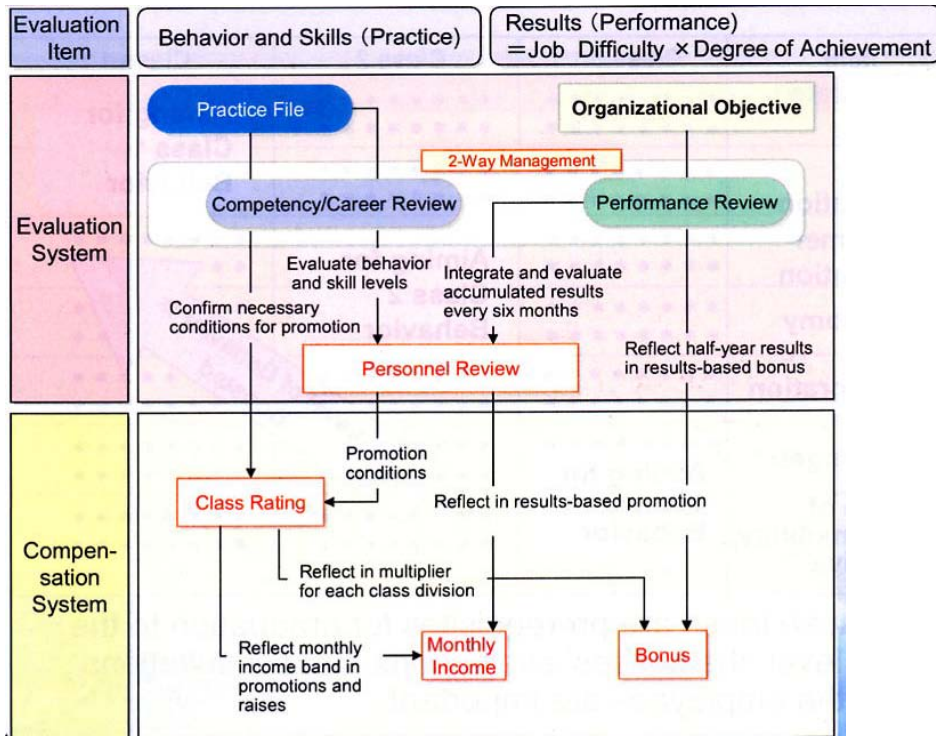 Evaluation
Item
Behavior and Skills (Practice)
Results (Performance)
=Job Difficulty ×Degree of Achievement
Evaluation
System
Practice File
Organizational Objective
2-Way Management
Competency/Career Review
Performance Review
Evaluate behavior
and skill levels
Integrate and evaluate
accumulated results
every six months
Confirm necessary
conditions for promotion
Reflect half-year results
in results-based bonus
Personnel Review
Compen-
sation
System
Promotion
conditions
Class Rating
Reflect in results-based promotion
Reflect in multiplier
for each class division
Reflect monthly
income band in
promotions and
raises
Monthly
Income
Bonus